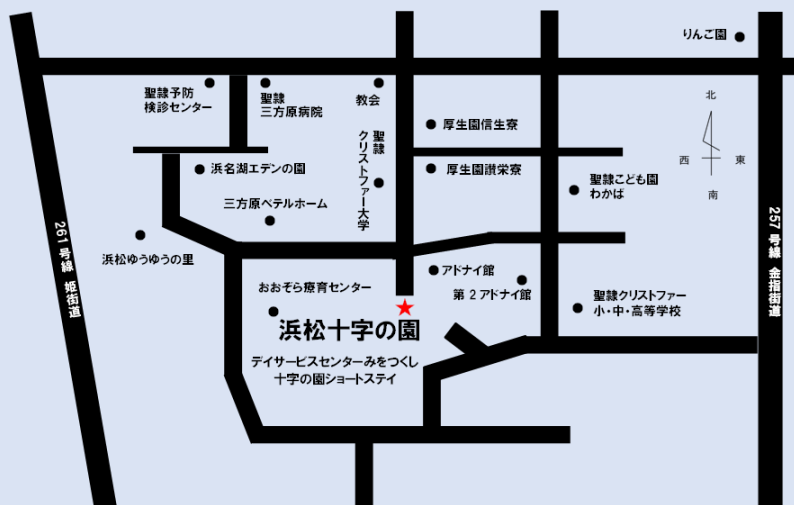 りんご園
聖隷予防
検診センター
聖隷
三方原病院
教会
北
西
東
南
厚生園信生寮
聖隷
クリストファー大学
浜名湖エデンの園
厚生園讃栄寮
聖隷こども園
わかば
三方原ベテルホーム
261号線 姫街道
257号線 金指街道
浜松ゆうゆうの里
アドナイ館
おおぞら療育センター
第2アドナイ館
聖隷クリストファー
小・中・高等学校
浜松十字の園
デイサービスセンターみをつくし
十字の園ショートステイ